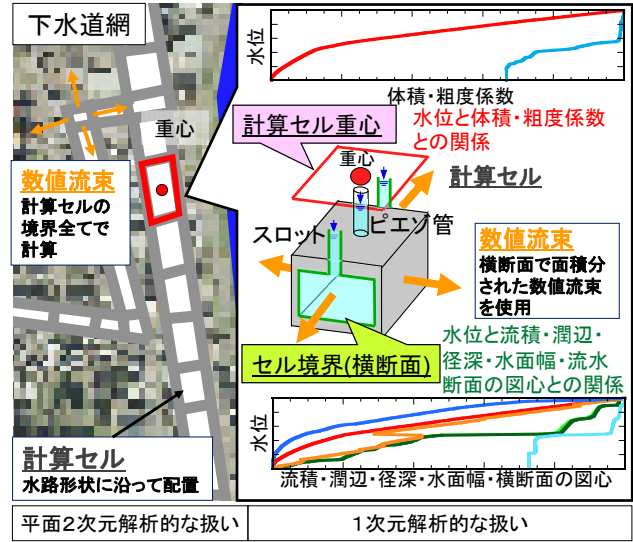 下水道網
重心
数値流束
計算セルの
境界全てで
計算
計算セル
水路形状に沿って配置
平面2次元解析的な扱い
水位
体積・粗度係数
水位と体積・粗度係数
との関係
計算セル重心
重心
計算セル
スロット
ピエゾ管
数値流束
横断面で面積分
された数値流束
を使用
セル境界(横断面)
水位と流積・潤辺・
径深・水面幅・流水
断面の図心との関係
水位
流積・潤辺・径深・水面幅・横断面の図心
1次元解析的な扱い